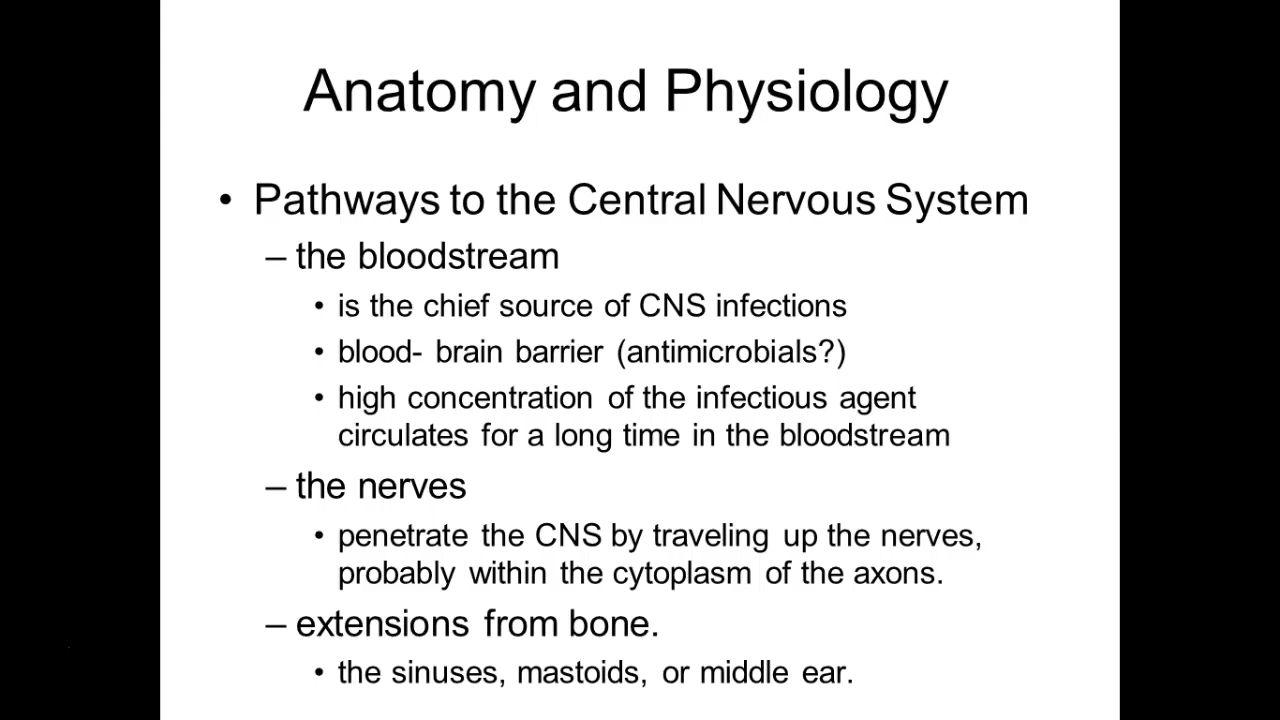 Anatomy and Physiology
• Pathways to the Central Nervous System
– the bloodstream
• is the chief source of CNS infections
• blood- brain barrier (antimicrobials?)
• high concentration of the infectious agent
circulates for a long time in the bloodstream
– the nerves
• penetrate the CNS by traveling up the nerves,
probably within the cytoplasm of the axons.
– extensions from bone.
• the sinuses, mastoids, or middle ear.